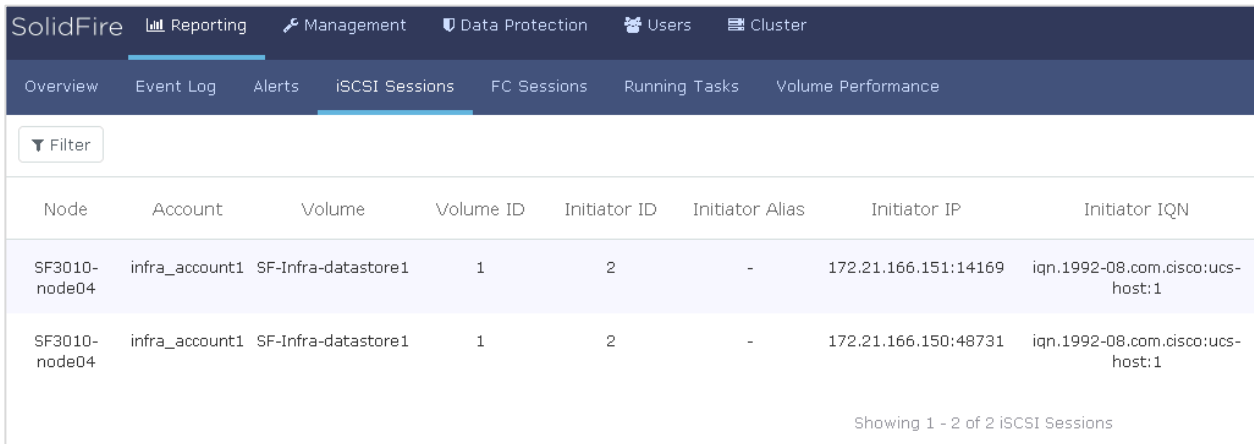 SolidFire Reporting Management Data Protection Users Cluster
Overview Event Log Alerts iSCSI Sessions FC Sessions Running Tasks Volume Performance
Filter
Node Account Volume Volume ID Initiator ID Initiator Alias Initiator IP Initiator IQN
SF3010- infra_account1 SF-Infra-datastore1 1 2 - 172.21.166.151:14169 iqn.1992-08.com.cisco:ucs-
node04 host:1
SF3010- infra_account1 SF-Infra-datastore1 1 2 - 172.21.166.150:48731 iqn.1992-08.com.cisco:ucs-
node04 host:1
Showing 1 - 2 of 2 iSCSI Sessions